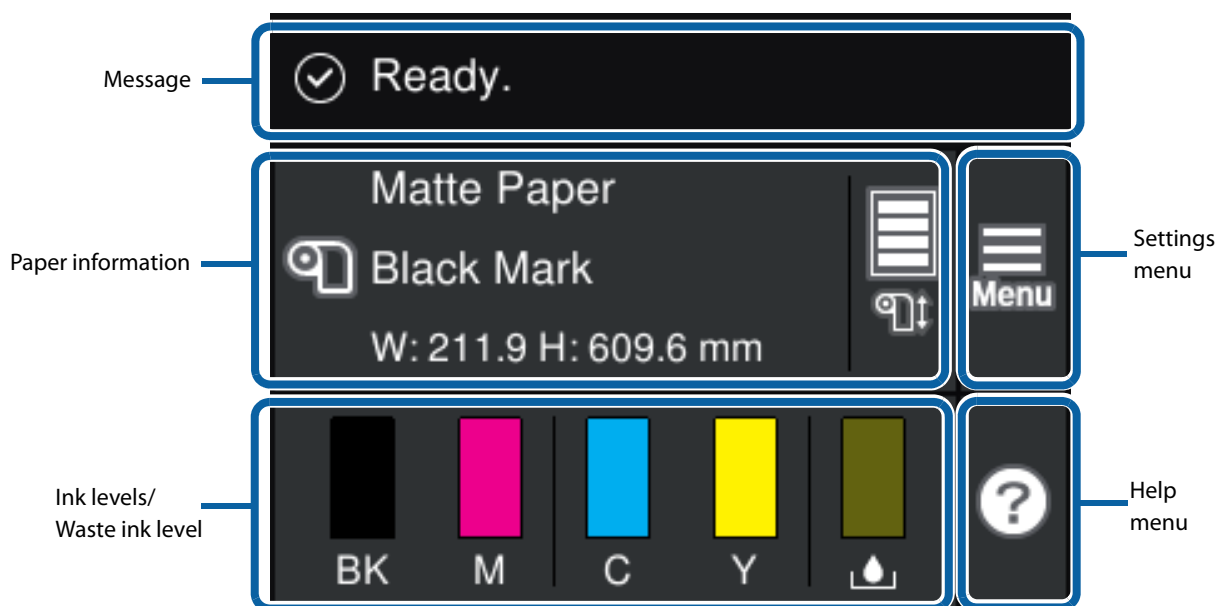 Message
Ready.
Paper information
Matte Paper
Black Mark
W: 211.9 H: 609.6 mm
Menu
Settings
menu
Ink levels/
Waste ink level
BK M C Y
?
Help
menu